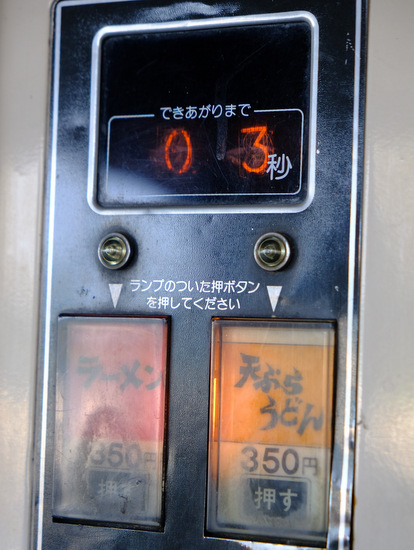 できあがりまで
03秒
ランプのついた押ボタン
を押してください
ラーメン
350円
押す
天ぷら
うどん
350円
押す